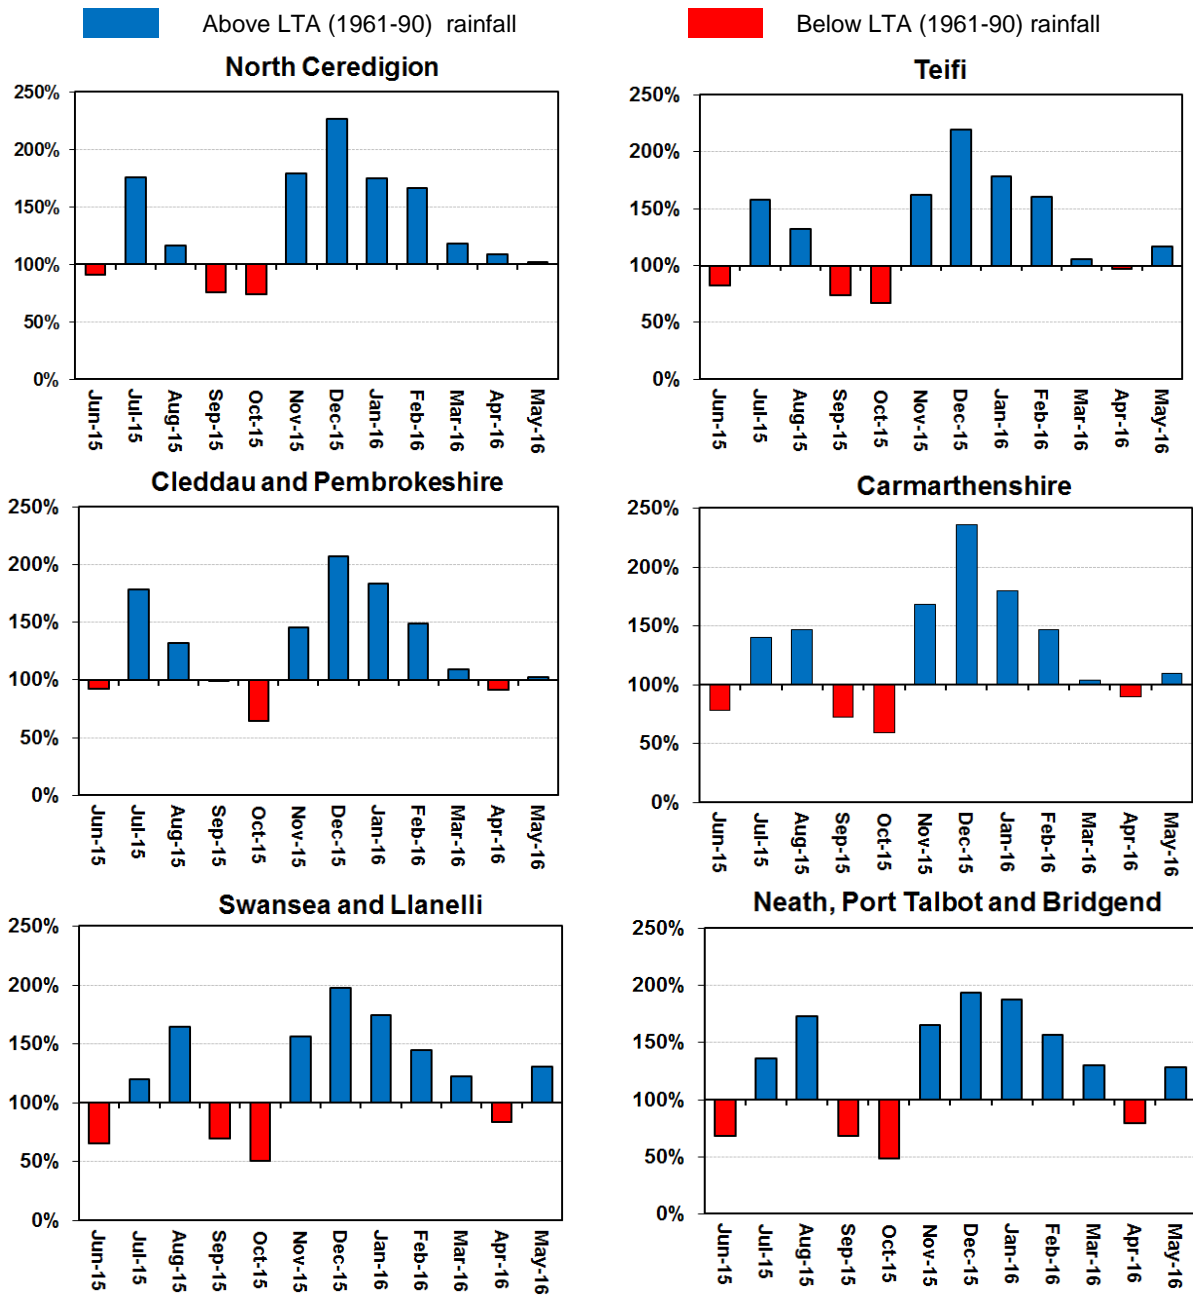 Above LTA (1961-90) rainfall
Below LTA (1961-90) rainfall
North Ceredigion
250%
200%
150%
100%
50%
0%
Jun-15
Jul-15
Aug-15
Sep-15
Oct-15
Nov-15
Dec-15
Jan-16
Feb-16
Mar-16
Apr-16
May-16
Teifi
250%
200%
150%
100%
50%
0%
Jun-15
Jul-15
Aug-15
Sep-15
Oct-15
Nov-15
Dec-15
Jan-16
Feb-16
Mar-16
Apr-16
May-16
Cleddau and Pembrokeshire
250%
200%
150%
100%
50%
0%
Jun-15
Jul-15
Aug-15
Sep-15
Oct-15
Nov-15
Dec-15
Jan-16
Feb-16
Mar-16
Apr-16
May-16
Carmarthenshire
250%
200%
150%
100%
50%
0%
Jun-15
Jul-15
Aug-15
Sep-15
Oct-15
Nov-15
Dec-15
Jan-16
Feb-16
Mar-16
Apr-16
May-16
Swansea and Llanelli
250%
200%
150%
100%
50%
0%
Jun-15
Jul-15
Aug-15
Sep-15
Oct-15
Nov-15
Dec-15
Jan-16
Feb-16
Mar-16
Apr-16
May-16
Neath, Port Talbot and Bridgend
250%
200%
150%
100%
50%
0%
Jun-15
Jul-15
Aug-15
Sep-15
Oct-15
Nov-15
Dec-15
Jan-16
Feb-16
Mar-16
Apr-16
May-16